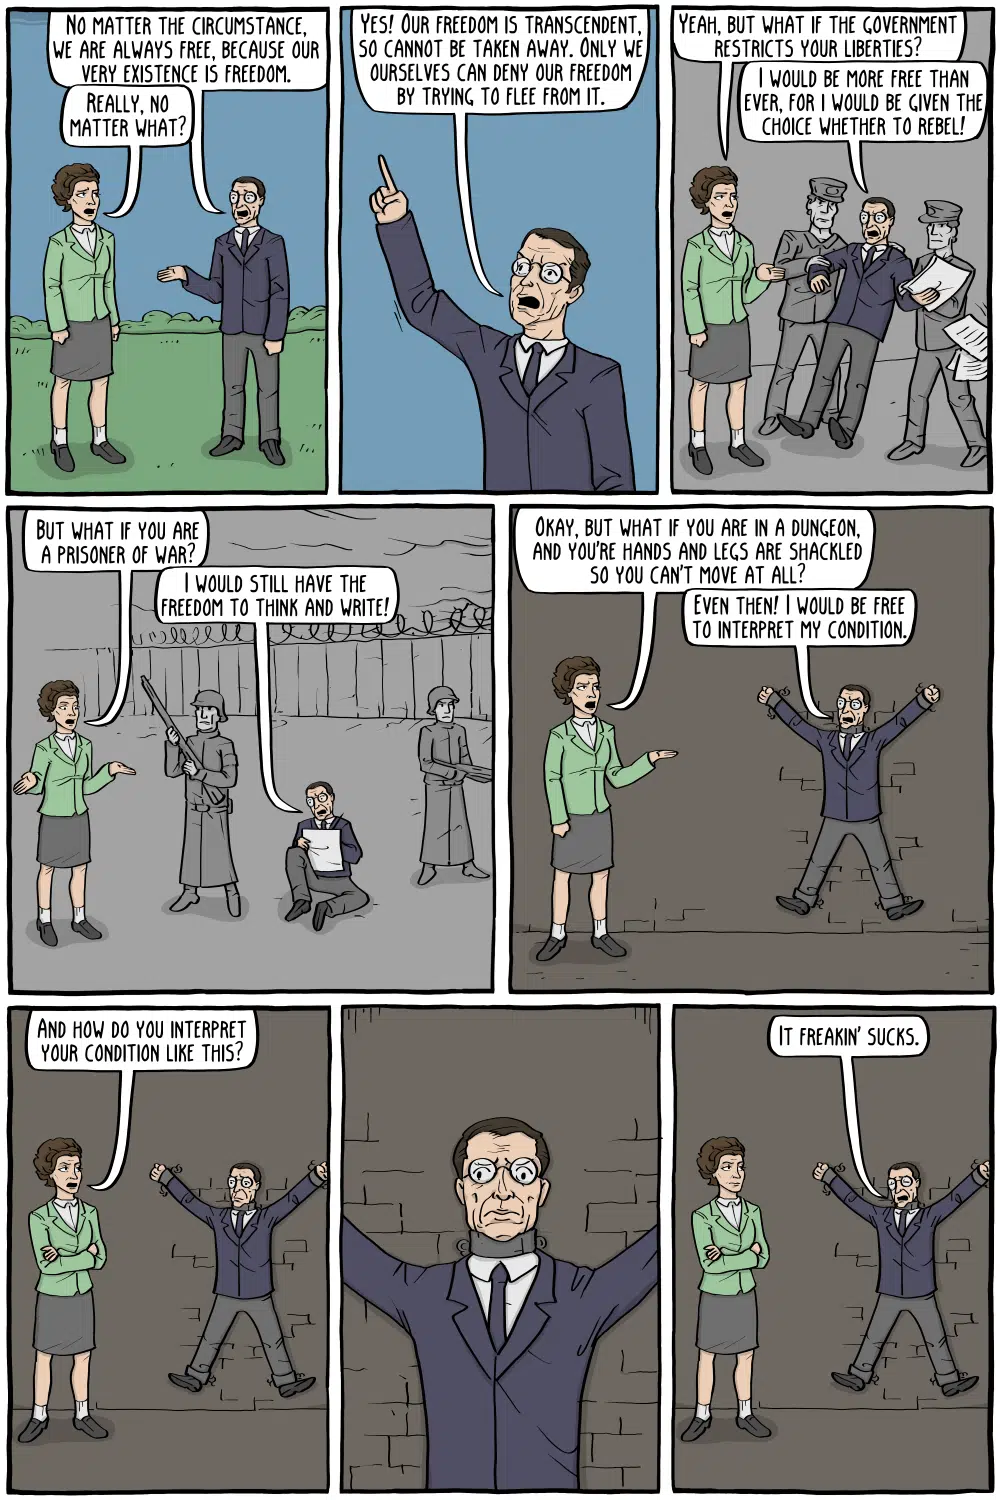 No matter the circumstance,
we are always free, because our
very existence is freedom.
Really, no
matter what?
Yes! Our freedom is transcendent,
so cannot be taken away. Only we
ourselves can deny our freedom
by trying to flee from it.
Yeah, but what if the government
restricts your liberties?
I would be more free than
ever, for I would be given the
choice whether to rebel!
But what if you are
a prisoner of war?
I would still have the
freedom to think and write!
Okay, but what if you are in a dungeon,
and you're hands and legs are shackled
so you can't move at all?
Even then! I would be free
to interpret my condition.
And how do you interpret
your condition like this?
It freakin' sucks.